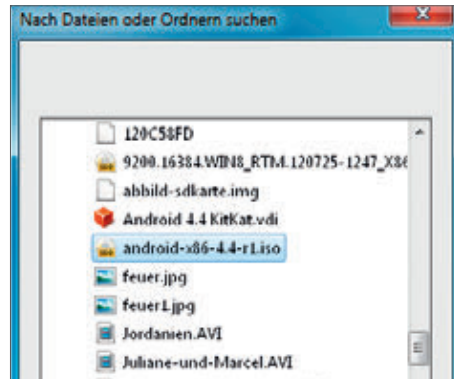 Nach Dateien oder Ordnern suchen
120C58FD
9200.16384.WIN8_RTM.120725-1247_X86
abbild-sdkarte.img
Android 4.4 KitKat.vdi
android-x86-4.4-r1.iso
feuer.jpg
feuer1.jpg
Jordanien.AVI
Juliane-und-Marcel.AVI